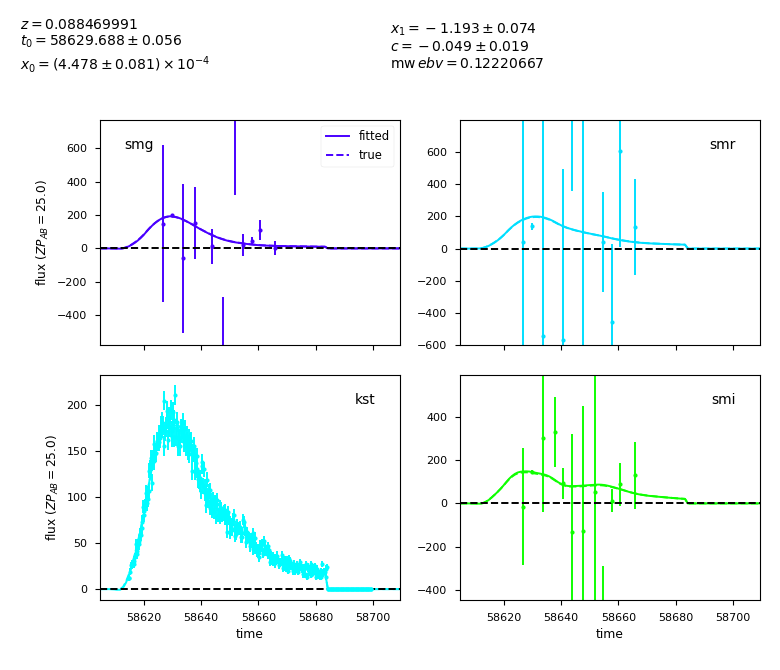 z = 0.088469991
t₀ = 58629.688 ± 0.056
x₀ = (4.478 ± 0.081) × 10⁻⁴
x₁ = −1.193 ± 0.074
c = −0.049 ± 0.019
mwebv = 0.12220667
smg
fitted
true
600
400
200
0
−200
−400
flux (ZP_AB = 25.0)
smr
600
400
200
0
−200
−400
−600
kst
200
150
100
50
0
flux (ZP_AB = 25.0)
58620 58640 58660 58680 58700
time
smi
400
200
0
−200
−400
58620 58640 58660 58680 58700
time